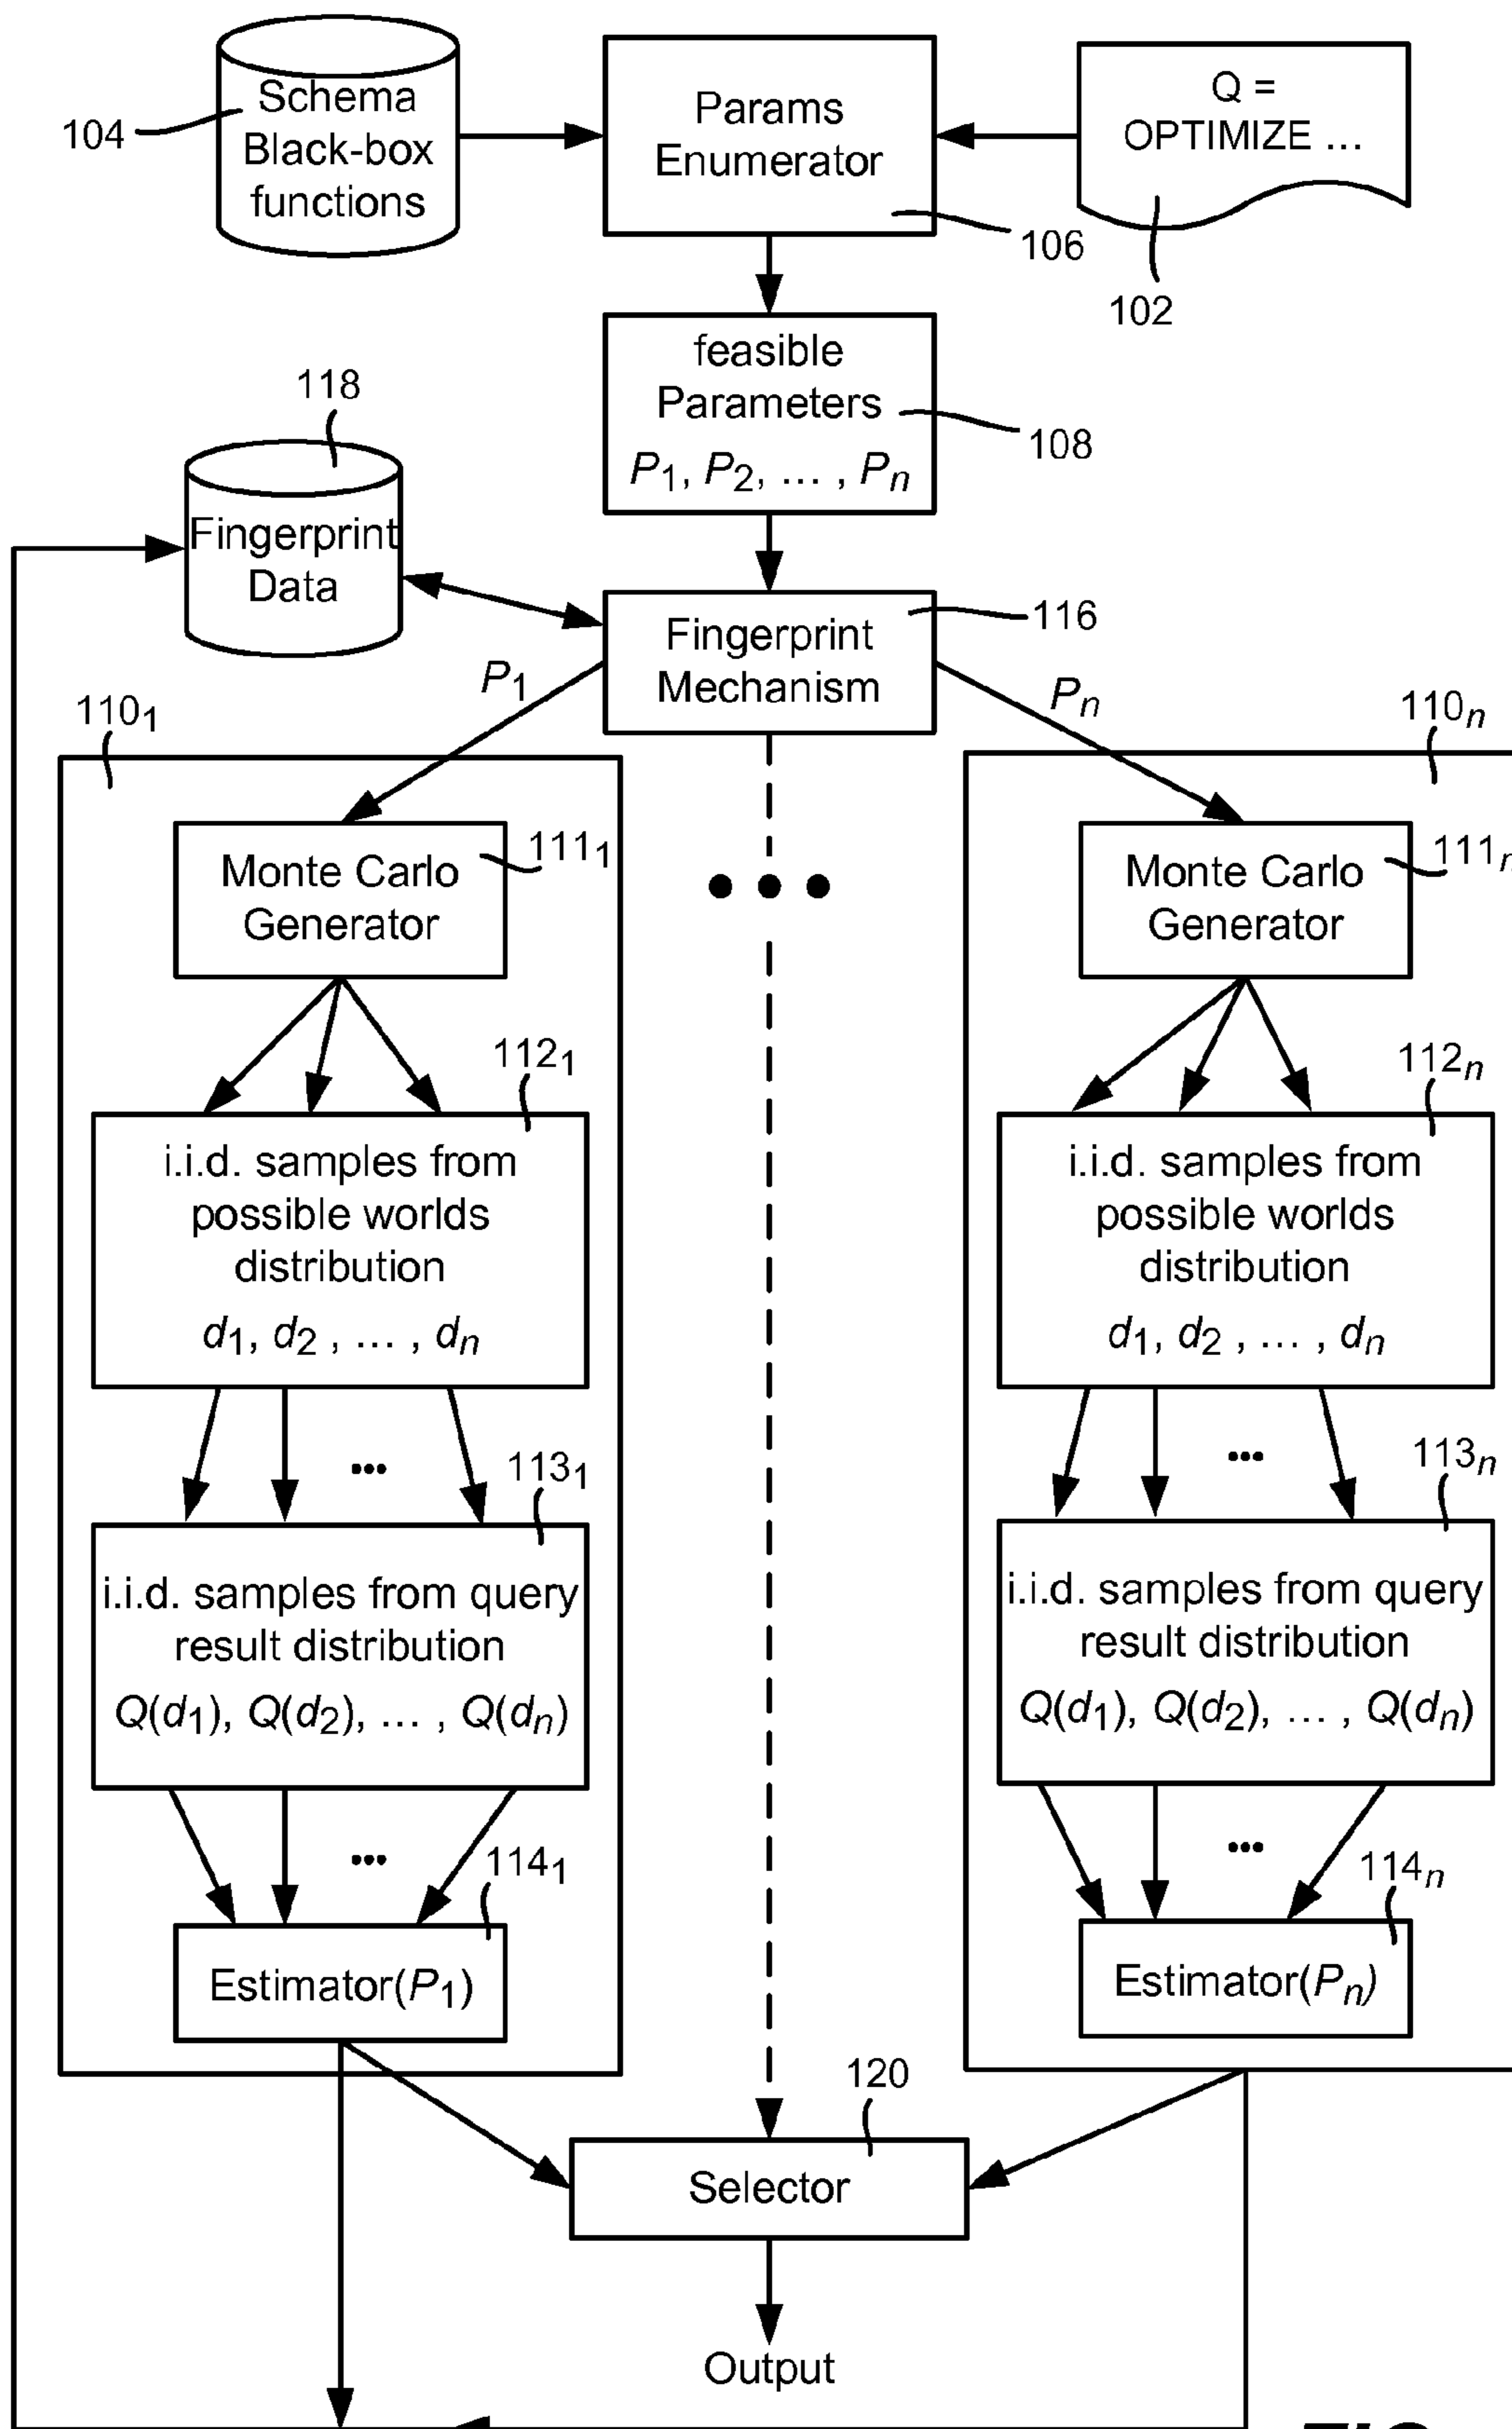 Schema
Black-box
functions
104
Params
Enumerator
106
Q =
OPTIMIZE ...
102
feasible
Parameters
P1, P2, ... , Pn
108
118
Fingerprint
Data
Fingerprint
Mechanism
116
P1
Pn
1101
110n
Monte Carlo
Generator
1111
Monte Carlo
Generator
111n
1121
i.i.d. samples from
possible worlds
distribution
d1, d2 , ... , dn
112n
i.i.d. samples from
possible worlds
distribution
d1, d2 , ... , dn
...
1131
i.i.d. samples from query
result distribution
Q(d1), Q(d2), ... , Q(dn)
...
113n
i.i.d. samples from query
result distribution
Q(d1), Q(d2), ... , Q(dn)
...
1141
Estimator(P1)
...
114n
Estimator(Pn)
120
Selector
Output